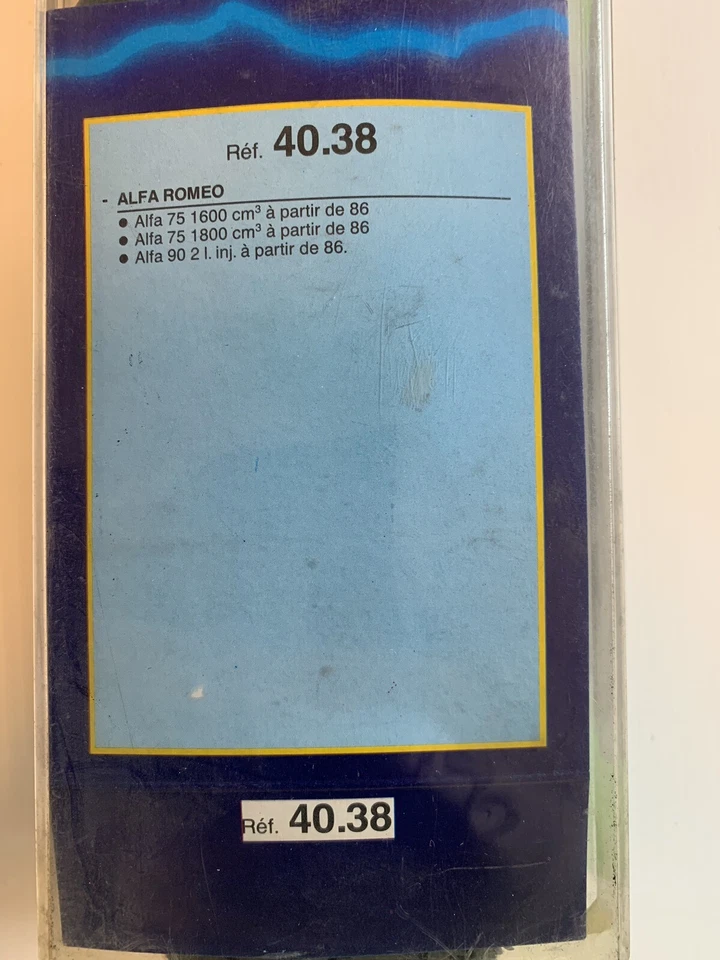 Réf. 40.38
- ALFA ROMEO
● Alfa 75 1600 cm³ à partir de 86
● Alfa 75 1800 cm³ à partir de 86
● Alfa 90 2 l. inj. à partir de 86.
Réf. 40.38